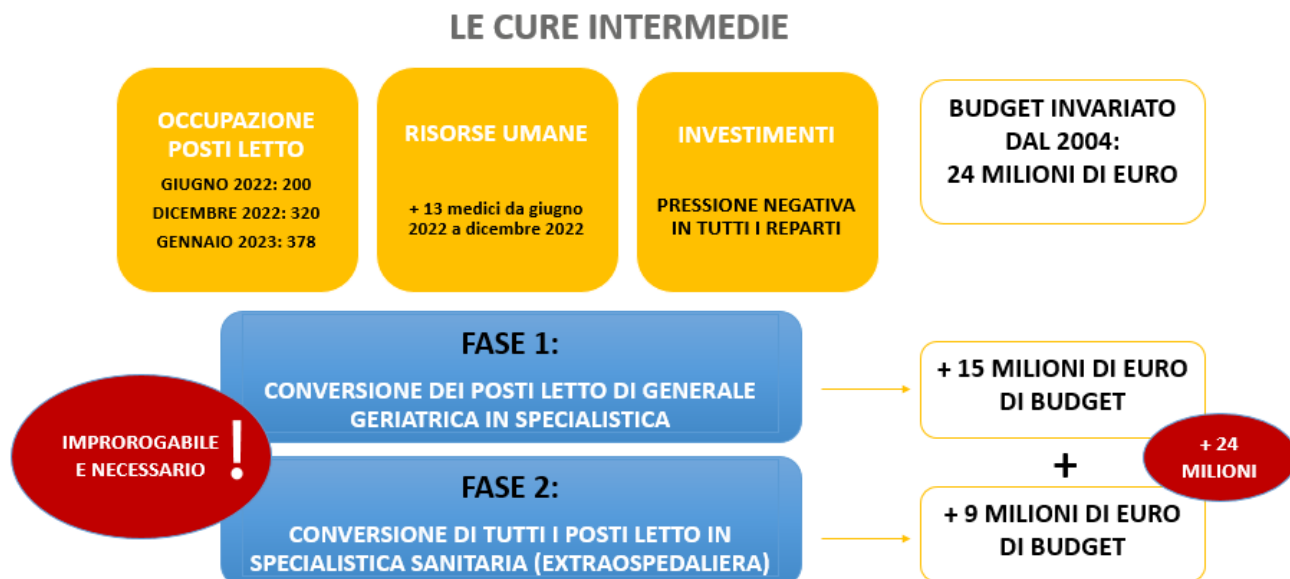 LE CURE INTERMEDIE
OCCUPAZIONE
POSTI LETTO
GIUGNO 2022: 200
DICEMBRE 2022: 320
GENNAIO 2023: 378
RISORSE UMANE
+ 13 medici da giugno
2022 a dicembre 2022
INVESTIMENTI
PRESSIONE NEGATIVA
IN TUTTI I REPARTI
BUDGET INVARIATO
DAL 2004:
24 MILIONI DI EURO
IMPROROGABILE
E NECESSARIO
!
FASE 1:
CONVERSIONE DEI POSTI LETTO DI GENERALE
GERIATRICA IN SPECIALISTICA
+ 15 MILIONI DI EURO
DI BUDGET
+
+ 24
MILIONI
FASE 2:
CONVERSIONE DI TUTTI I POSTI LETTO IN
SPECIALISTICA SANITARIA (EXTRAOSPEDALIERA)
+ 9 MILIONI DI EURO
DI BUDGET